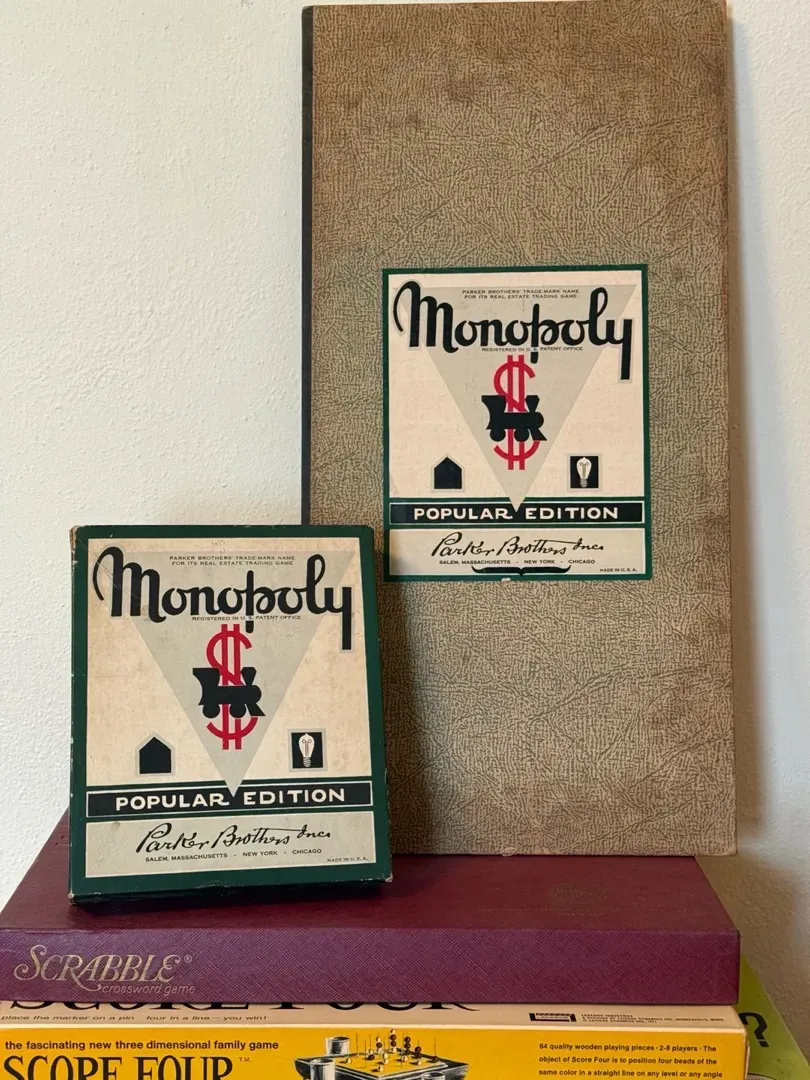 PARKER BROTHERS' TRADE-MARK NAME
FOR ITS REAL ESTATE TRADING GAME
Monopoly
REGISTERED IN U. S. PATENT OFFICE
POPULAR EDITION
Parker Brothers Inc.
SALEM, MASSACHUSETTS - NEW YORK - CHICAGO
MADE IN U. S. A.
PARKER BROTHERS' TRADE-MARK NAME
FOR ITS REAL ESTATE TRADING GAME
Monopoly
REGISTERED IN U. S. PATENT OFFICE
POPULAR EDITION
Parker Brothers Inc.
SALEM, MASSACHUSETTS - NEW YORK - CHICAGO
MADE IN U. S. A.
SCRABBLE®
crossword game
SCORE FOUR
place the marker on a pin four in a line — you win!
?
the fascinating new three dimensional family game
SCORE FOUR T.M.
64 quality wooden playing pieces · 2-8 players · The
object of Score Four is to position four beads of the
same color in a straight line on any level or any angle